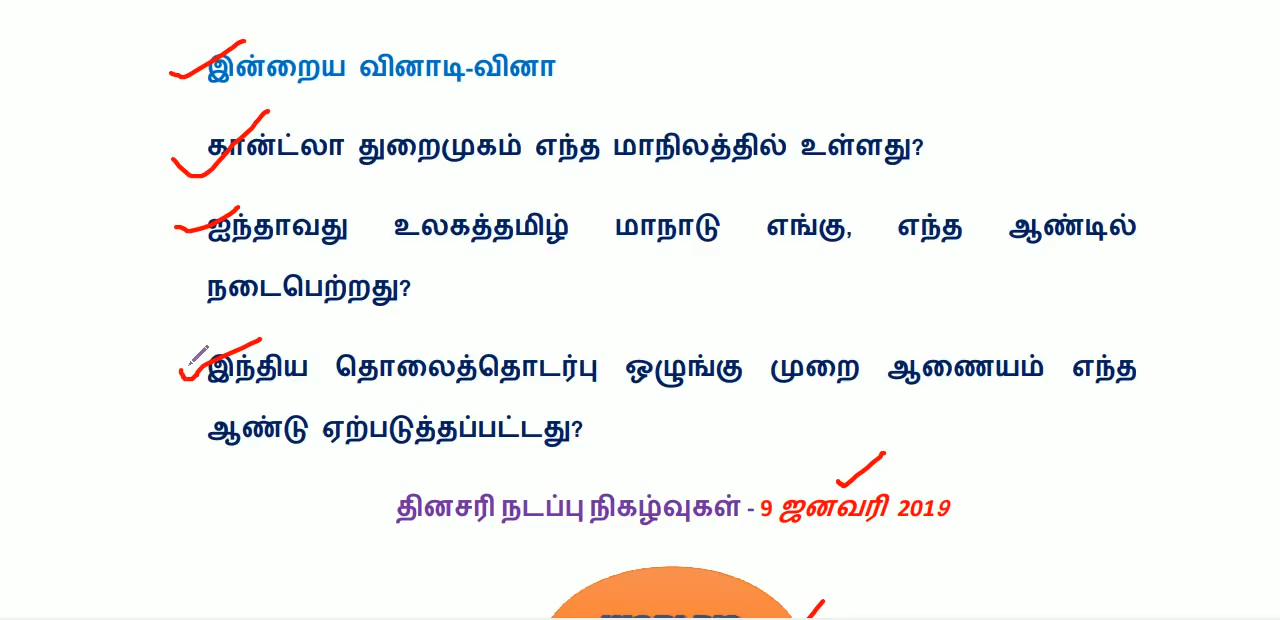 இன்றைய வினாடி-வினா
கான்ட்லா துறைமுகம் எந்த மாநிலத்தில் உள்ளது?
ஐந்தாவது உலகத்தமிழ் மாநாடு எங்கு, எந்த ஆண்டில்
நடைபெற்றது?
இந்திய தொலைத்தொடர்பு ஒழுங்கு முறை ஆணையம் எந்த
ஆண்டு ஏற்படுத்தப்பட்டது?
தினசரி நடப்பு நிகழ்வுகள் - 9 ஜனவரி 2019